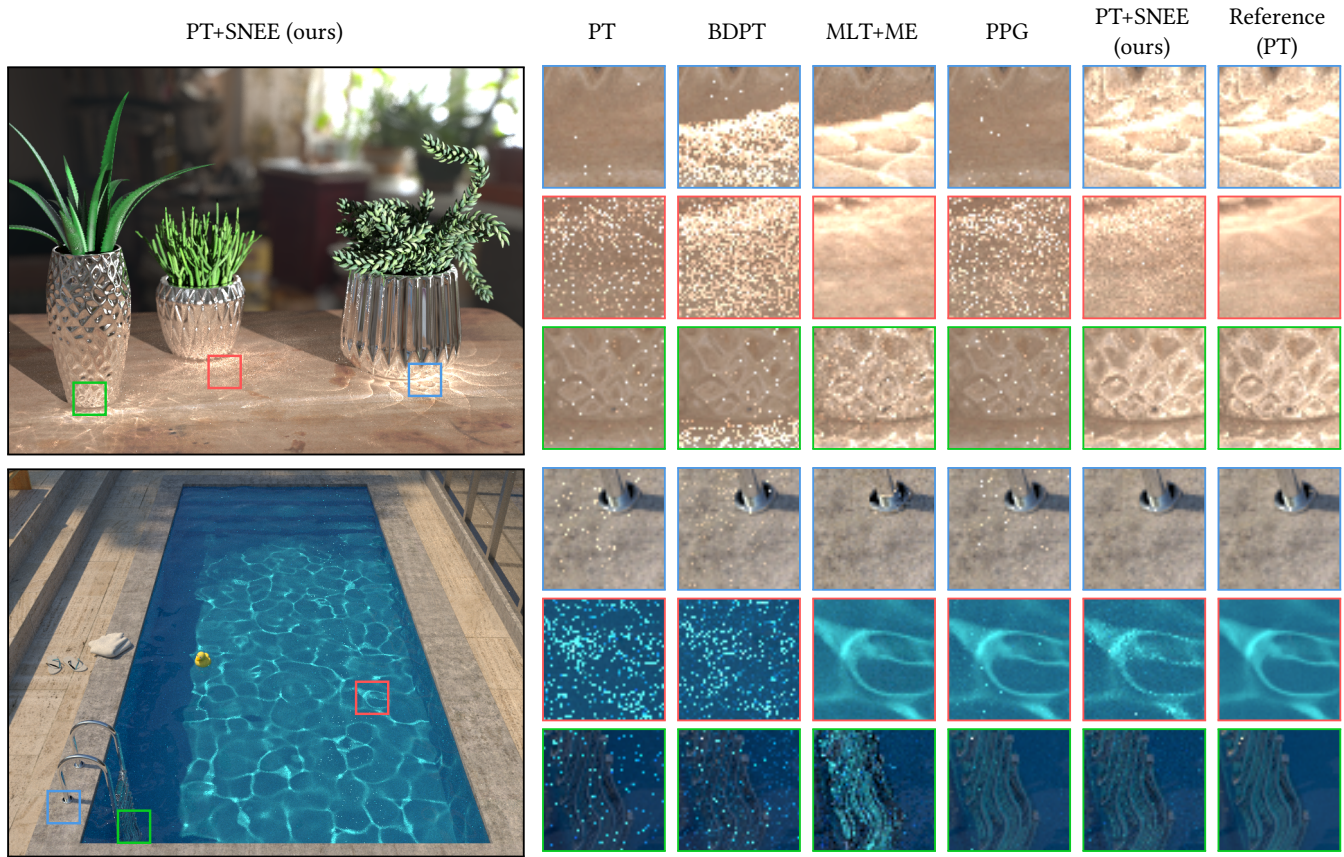 PT+SNEE (ours)
PT
BDPT
MLT+ME
PPG
PT+SNEE
(ours)
Reference
(PT)